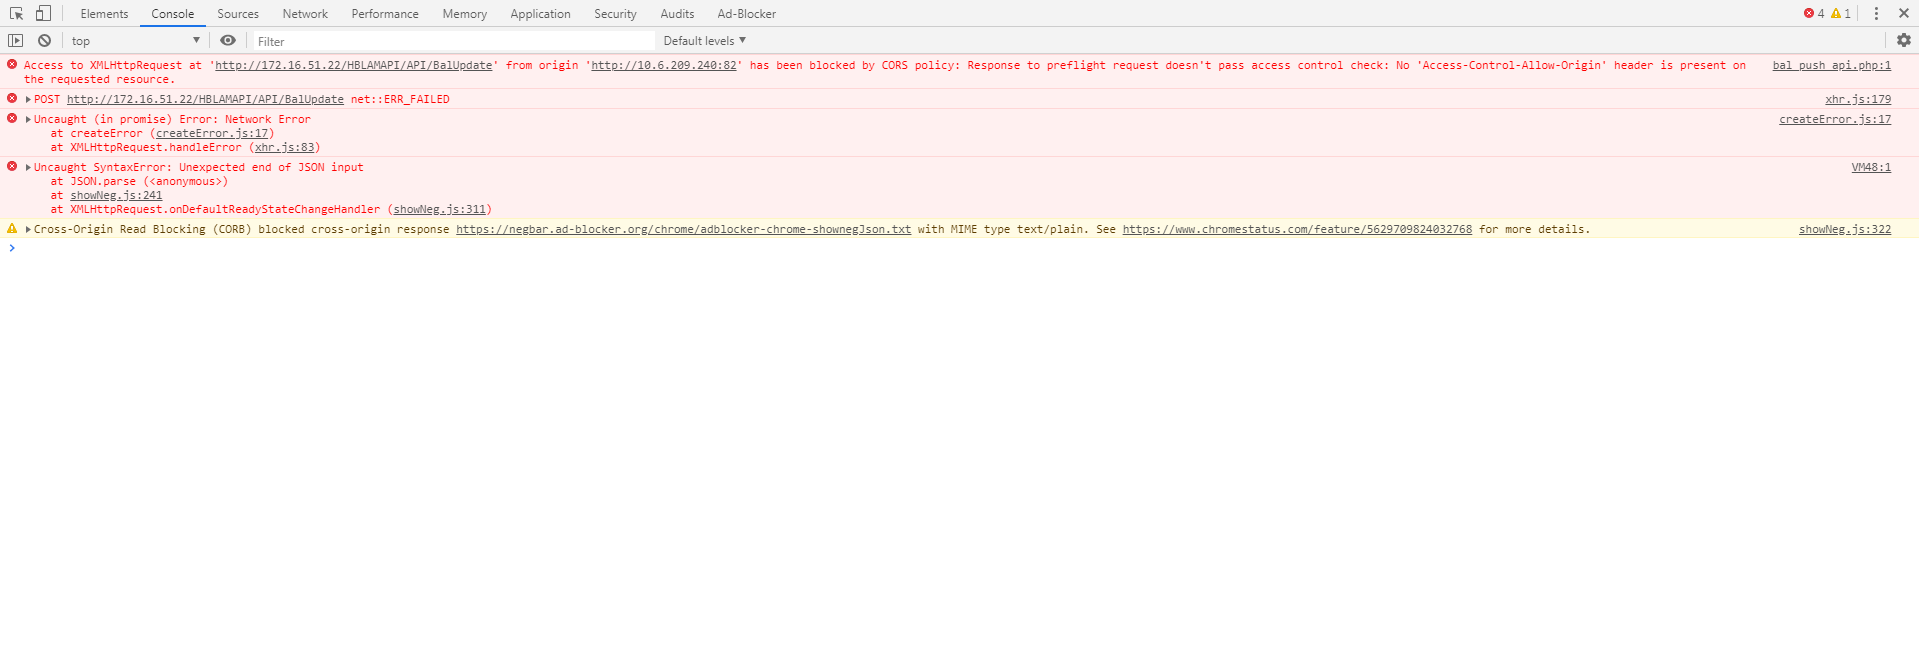 Elements Console Sources Network Performance Memory Application Security Audits Ad-Blocker 4 1
top Filter Default levels
Access to XMLHttpRequest at 'http://172.16.51.22/HBLAMAPI/API/BalUpdate' from origin 'http://10.6.209.240:82' has been blocked by CORS policy: Response to preflight request doesn't pass access control check: No 'Access-Control-Allow-Origin' header is present on bal_push_api.php:1
the requested resource.
POST http://172.16.51.22/HBLAMAPI/API/BalUpdate net::ERR_FAILED xhr.js:179
Uncaught (in promise) Error: Network Error createError.js:17
at createError (createError.js:17)
at XMLHttpRequest.handleError (xhr.js:83)
Uncaught SyntaxError: Unexpected end of JSON input VM48:1
at JSON.parse (<anonymous>)
at showNeg.js:241
at XMLHttpRequest.onDefaultReadyStateChangeHandler (showNeg.js:311)
Cross-Origin Read Blocking (CORB) blocked cross-origin response https://negbar.ad-blocker.org/chrome/adblocker-chrome-shownegJson.txt with MIME type text/plain. See https://www.chromestatus.com/feature/5629709824032768 for more details. showNeg.js:322